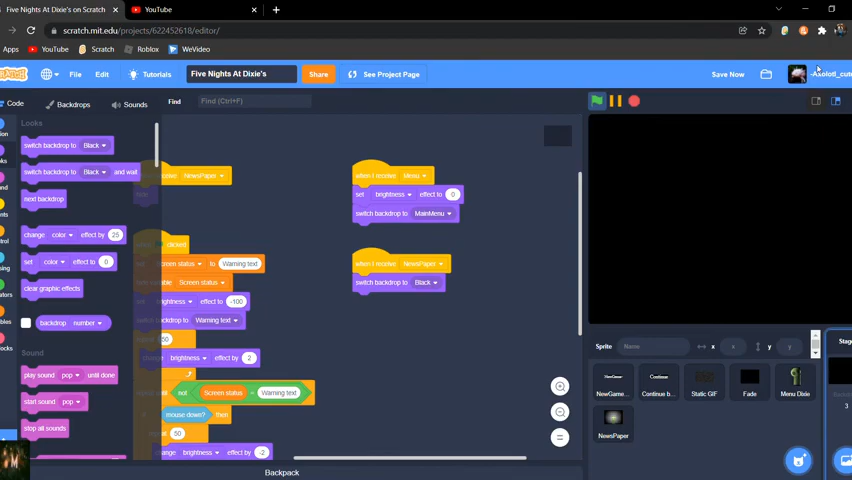 Five Nights at Dixie's on Scratch
YouTube
scratch.mit.edu/projects/622452618/editor/
Apps
YouTube
Scratch
Roblox
WeVideo
SCRATCH
File
Edit
Tutorials
Five Nights At Dixie's
Share
See Project Page
Save Now
Code
Backdrops
Sounds
Find
Find (Ctrl+F)
Looks
switch backdrop to Black
switch backdrop to Black and wait
next backdrop
change color effect by 25
set color effect to 0
clear graphic effects
backdrop number
Sound
play sound pop until done
start sound pop
stop all sounds
receive NewsPaper
clicked
Screen status to Warning text
variable Screen status
brightness effect to -100
backdrop to Warning text
50
change brightness effect by 2
not Screen status = Warning text
mouse down? then
50
change brightness effect by -2
when I receive Menu
set brightness effect to 0
switch backdrop to MainMenu
when I receive NewsPaper
switch backdrop to Black
Sprite
Name
x
x
y
y
Stage
NewGame...
Continue b...
Static GIF
Fade
Menu Dixie
NewsPaper
3
Backpack